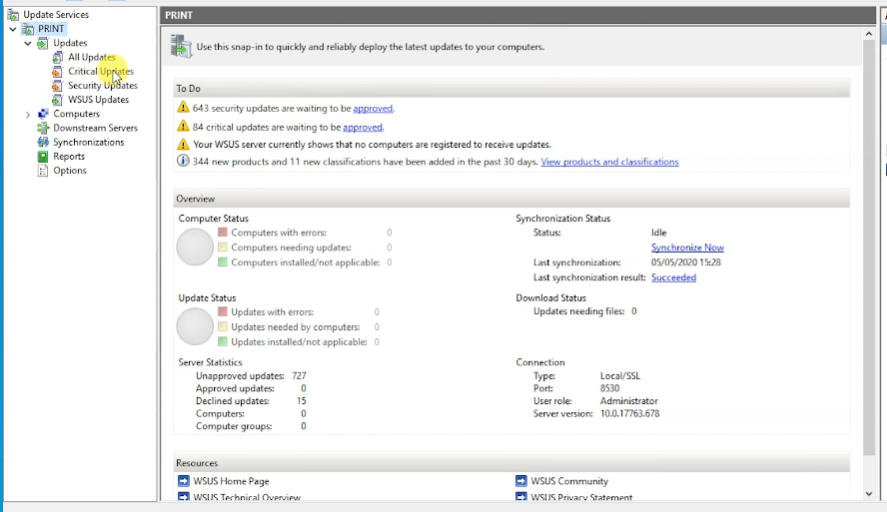 Update Services
PRINT
Updates
All Updates
Critical Updates
Security Updates
WSUS Updates
Computers
Downstream Servers
Synchronizations
Reports
Options
PRINT
Use this snap-in to quickly and reliably deploy the latest updates to your computers.
To Do
643 security updates are waiting to be approved.
84 critical updates are waiting to be approved.
Your WSUS server currently shows that no computers are registered to receive updates.
344 new products and 11 new classifications have been added in the past 30 days. View products and classifications
Overview
Computer Status
Computers with errors: 0
Computers needing updates: 0
Computers installed/not applicable: 0
Synchronization Status
Status: Idle
Synchronize Now
Last synchronization: 05/05/2020 15:28
Last synchronization result: Succeeded
Update Status
Updates with errors: 0
Updates needed by computers: 0
Updates installed/not applicable: 0
Download Status
Updates needing files: 0
Server Statistics
Unapproved updates: 727
Approved updates: 0
Declined updates: 15
Computers: 0
Computer groups: 0
Connection
Type: Local/SSL
Port: 8530
User role: Administrator
Server version: 10.0.17763.678
Resources
WSUS Home Page
WSUS Community
WSUS Technical Overview
WSUS Privacy Statement